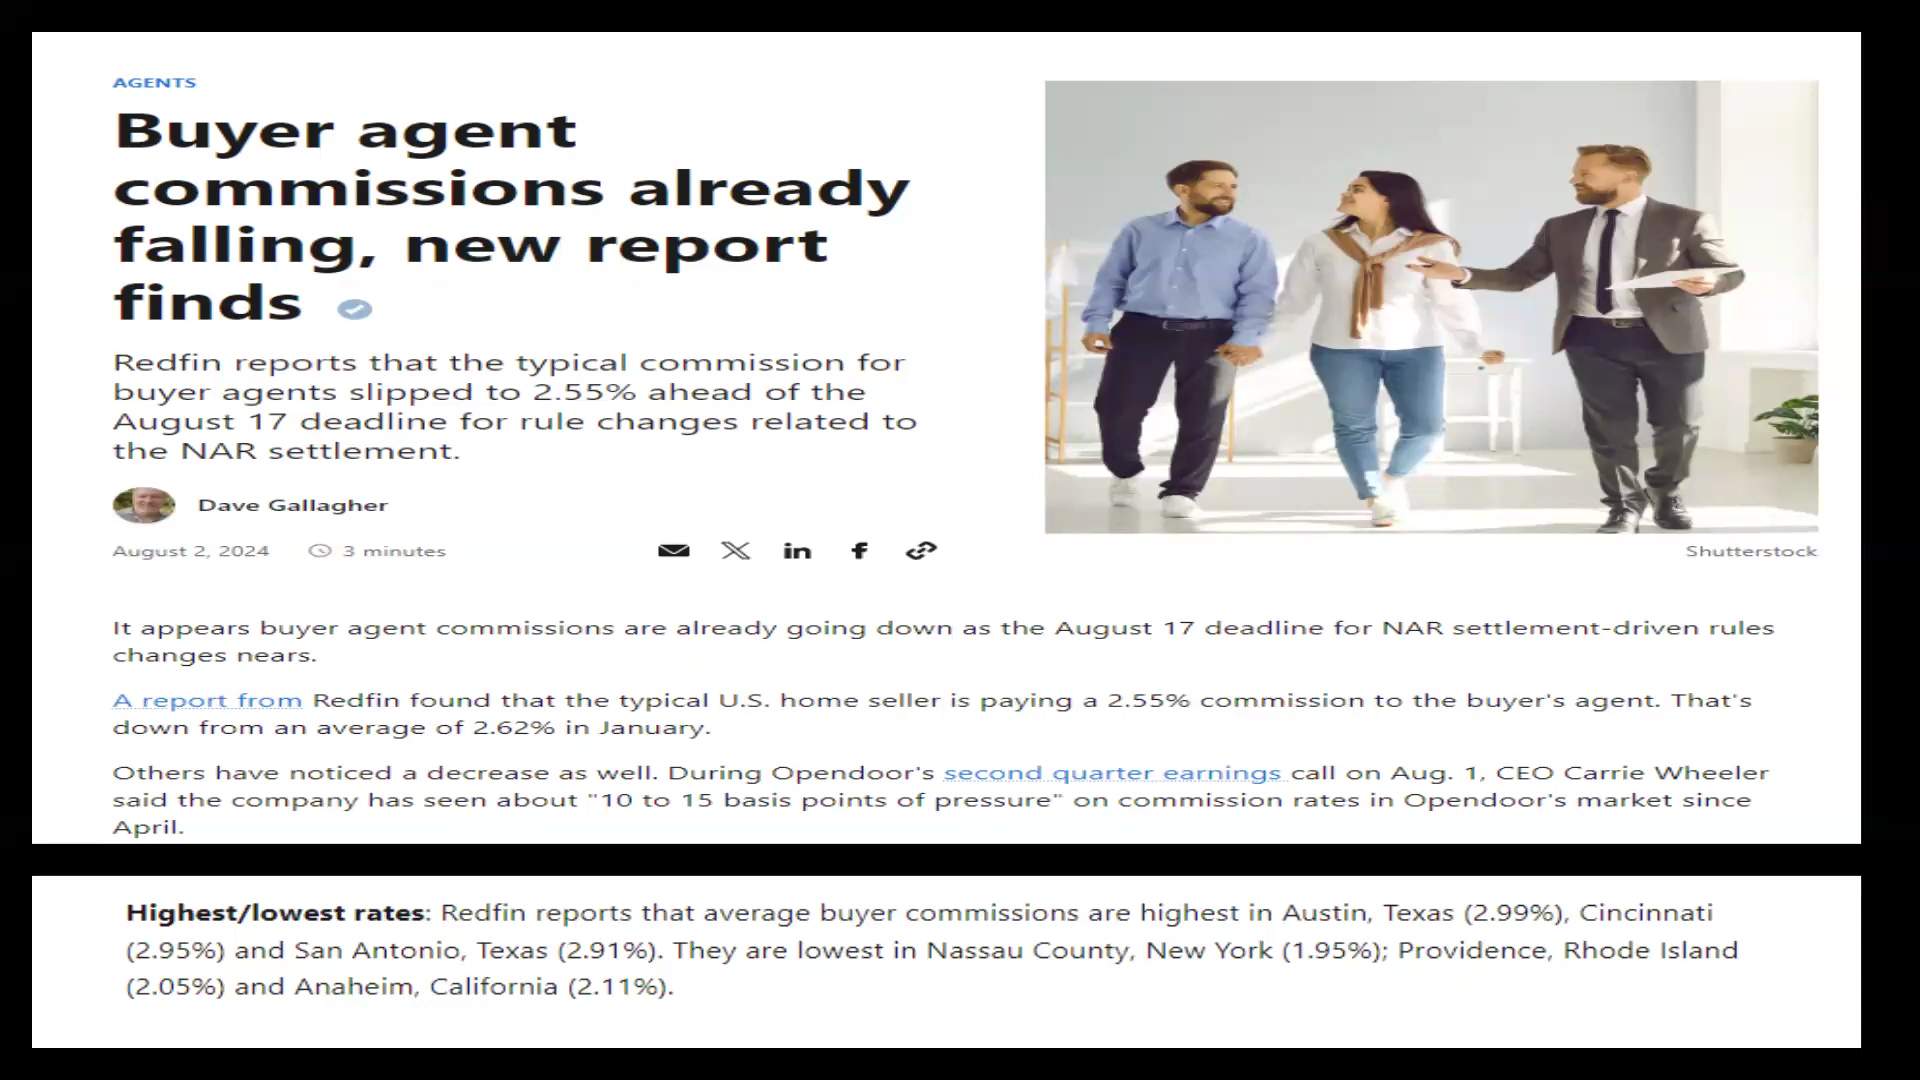 AGENTS
Buyer agent
commissions already
falling, new report
finds
Redfin reports that the typical commission for
buyer agents slipped to 2.55% ahead of the
August 17 deadline for rule changes related to
the NAR settlement.
Dave Gallagher
August 2, 2024 3 minutes
Shutterstock
It appears buyer agent commissions are already going down as the August 17 deadline for NAR settlement-driven rules
changes nears.
A report from Redfin found that the typical U.S. home seller is paying a 2.55% commission to the buyer's agent. That's
down from an average of 2.62% in January.
Others have noticed a decrease as well. During Opendoor's second quarter earnings call on Aug. 1, CEO Carrie Wheeler
said the company has seen about "10 to 15 basis points of pressure" on commission rates in Opendoor's market since
April.
Highest/lowest rates: Redfin reports that average buyer commissions are highest in Austin, Texas (2.99%), Cincinnati
(2.95%) and San Antonio, Texas (2.91%). They are lowest in Nassau County, New York (1.95%); Providence, Rhode Island
(2.05%) and Anaheim, California (2.11%).